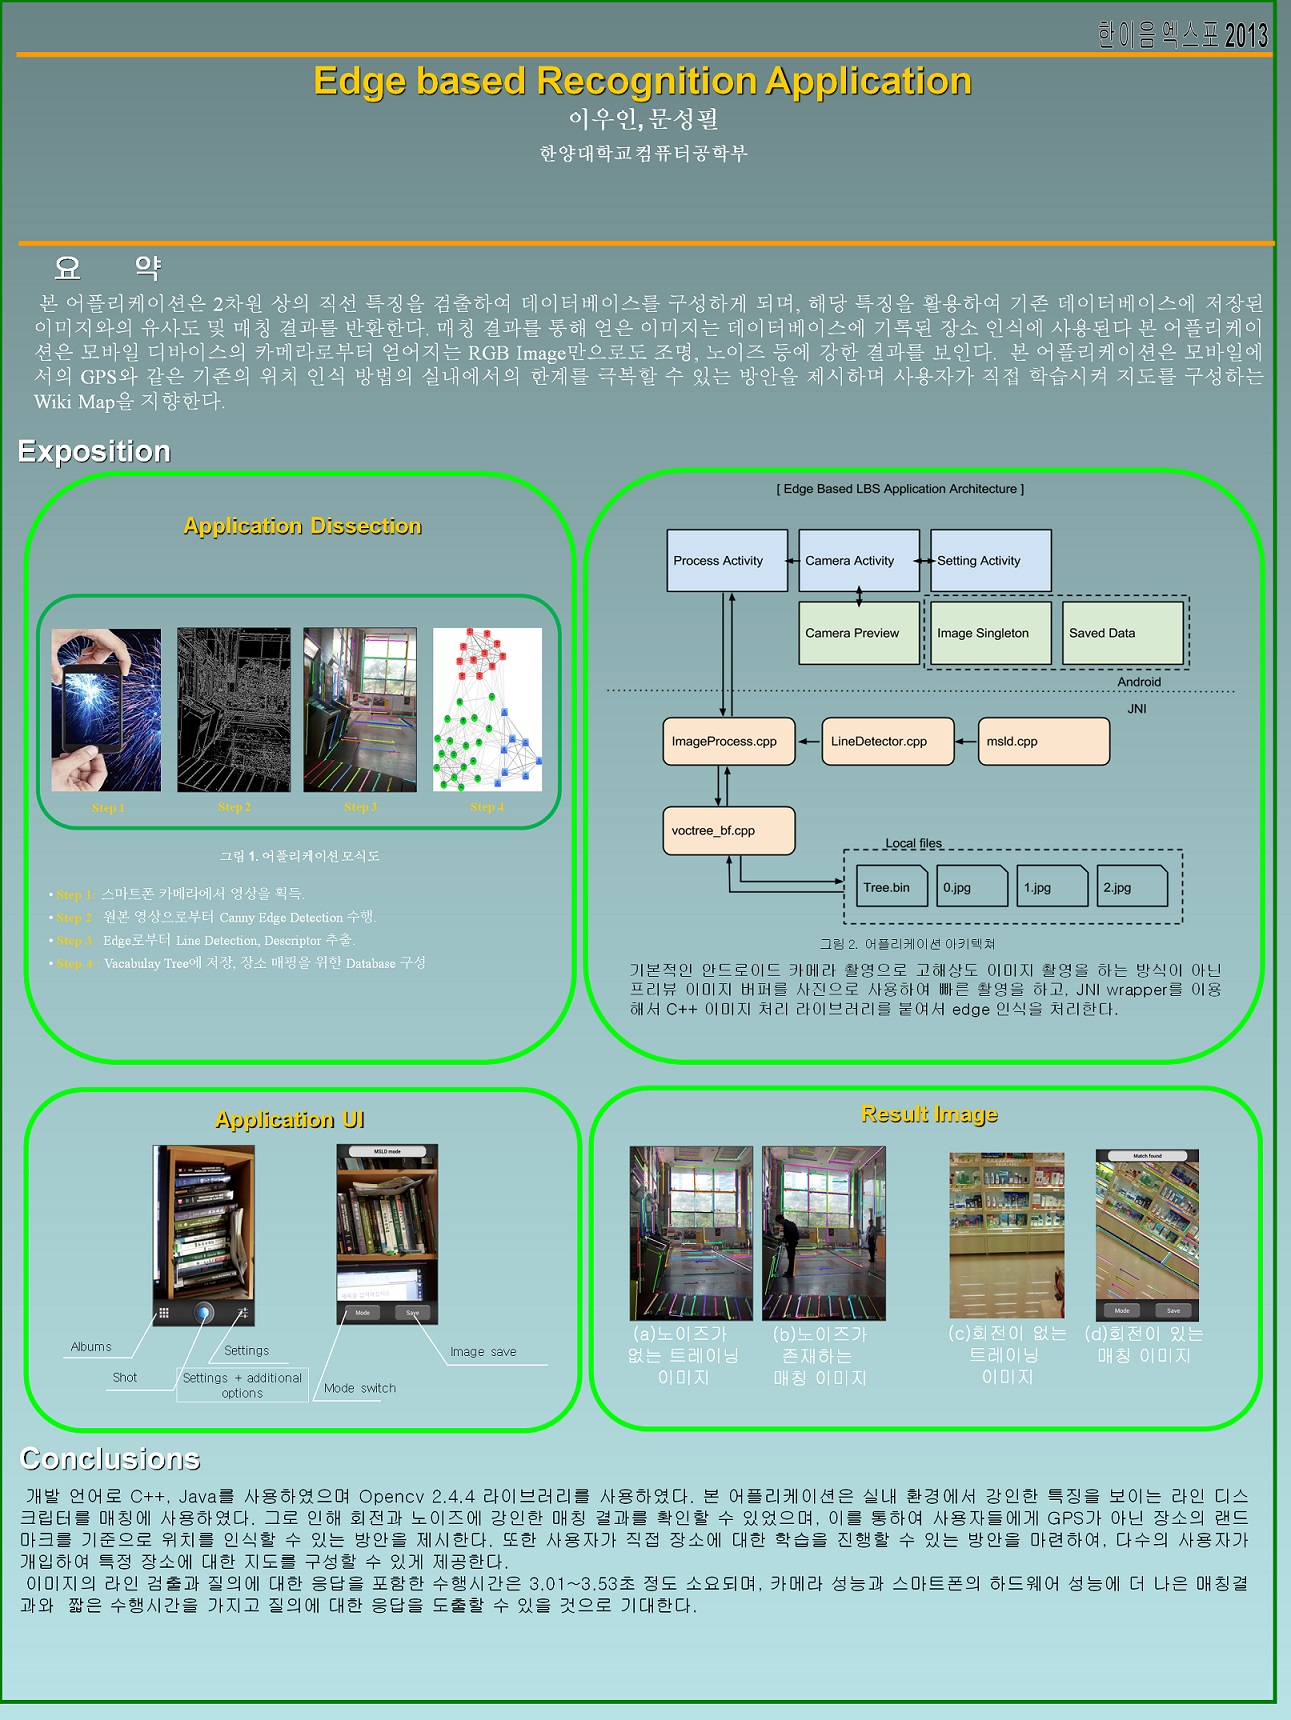 한이음 엑스포 2013
Edge based Recognition Application
이우인, 문성필
한양대학교 컴퓨터공학부
요 약
본 어플리케이션은 2차원 상의 직선 특징을 검출하여 데이터베이스를 구성하게 되며, 해당 특징을 활용하여 기존 데이터베이스에 저장된
이미지와의 유사도 및 매칭 결과를 반환한다. 매칭 결과를 통해 얻은 이미지는 데이터베이스에 기록된 장소 인식에 사용된다 본 어플리케이
션은 모바일 디바이스의 카메라로부터 얻어지는 RGB Image만으로도 조명, 노이즈 등에 강한 결과를 보인다. 본 어플리케이션은 모바일에
서의 GPS와 같은 기존의 위치 인식 방법의 실내에서의 한계를 극복할 수 있는 방안을 제시하며 사용자가 직접 학습시켜 지도를 구성하는
Wiki Map을 지향한다.
Exposition
Application Dissection
Step 1
Step 2
Step 3
Step 4
그림 1. 어플리케이션 모식도
• Step 1: 스마트폰 카메라에서 영상을 획득.
• Step 2 원본 영상으로부터 Canny Edge Detection 수행.
• Step 3 Edge로부터 Line Detection, Descriptor 추출.
• Step 4 Vacabulay Tree에 저장, 장소 매핑을 위한 Database 구성
[ Edge Based LBS Application Architecture ]
Process Activity
Camera Activity
Setting Activity
Camera Preview
Image Singleton
Saved Data
Android
JNI
ImageProcess.cpp
LineDetector.cpp
msld.cpp
voctree_bf.cpp
Local files
Tree.bin
0.jpg
1.jpg
2.jpg
그림 2. 어플리케이션 아키텍쳐
기본적인 안드로이드 카메라 촬영으로 고해상도 이미지 촬영을 하는 방식이 아닌
프리뷰 이미지 버퍼를 사진으로 사용하여 빠른 촬영을 하고, JNI wrapper를 이용
해서 C++ 이미지 처리 라이브러리를 붙여서 edge 인식을 처리한다.
Application UI
MSLD mode
Mode
Save
Albums
Shot
Settings
Settings + additional
options
Mode switch
Image save
Result Image
Match found
Mode
Save
(a)노이즈가
없는 트레이닝
이미지
(b)노이즈가
존재하는
매칭 이미지
(c)회전이 없는
트레이닝
이미지
(d)회전이 있는
매칭 이미지
Conclusions
개발 언어로 C++, Java를 사용하였으며 Opencv 2.4.4 라이브러리를 사용하였다. 본 어플리케이션은 실내 환경에서 강인한 특징을 보이는 라인 디스
크립터를 매칭에 사용하였다. 그로 인해 회전과 노이즈에 강인한 매칭 결과를 확인할 수 있었으며, 이를 통하여 사용자들에게 GPS가 아닌 장소의 랜드
마크를 기준으로 위치를 인식할 수 있는 방안을 제시한다. 또한 사용자가 직접 장소에 대한 학습을 진행할 수 있는 방안을 마련하여, 다수의 사용자가
개입하여 특정 장소에 대한 지도를 구성할 수 있게 제공한다.
이미지의 라인 검출과 질의에 대한 응답을 포함한 수행시간은 3.01~3.53초 정도 소요되며, 카메라 성능과 스마트폰의 하드웨어 성능에 더 나은 매칭결
과와 짧은 수행시간을 가지고 질의에 대한 응답을 도출할 수 있을 것으로 기대한다.